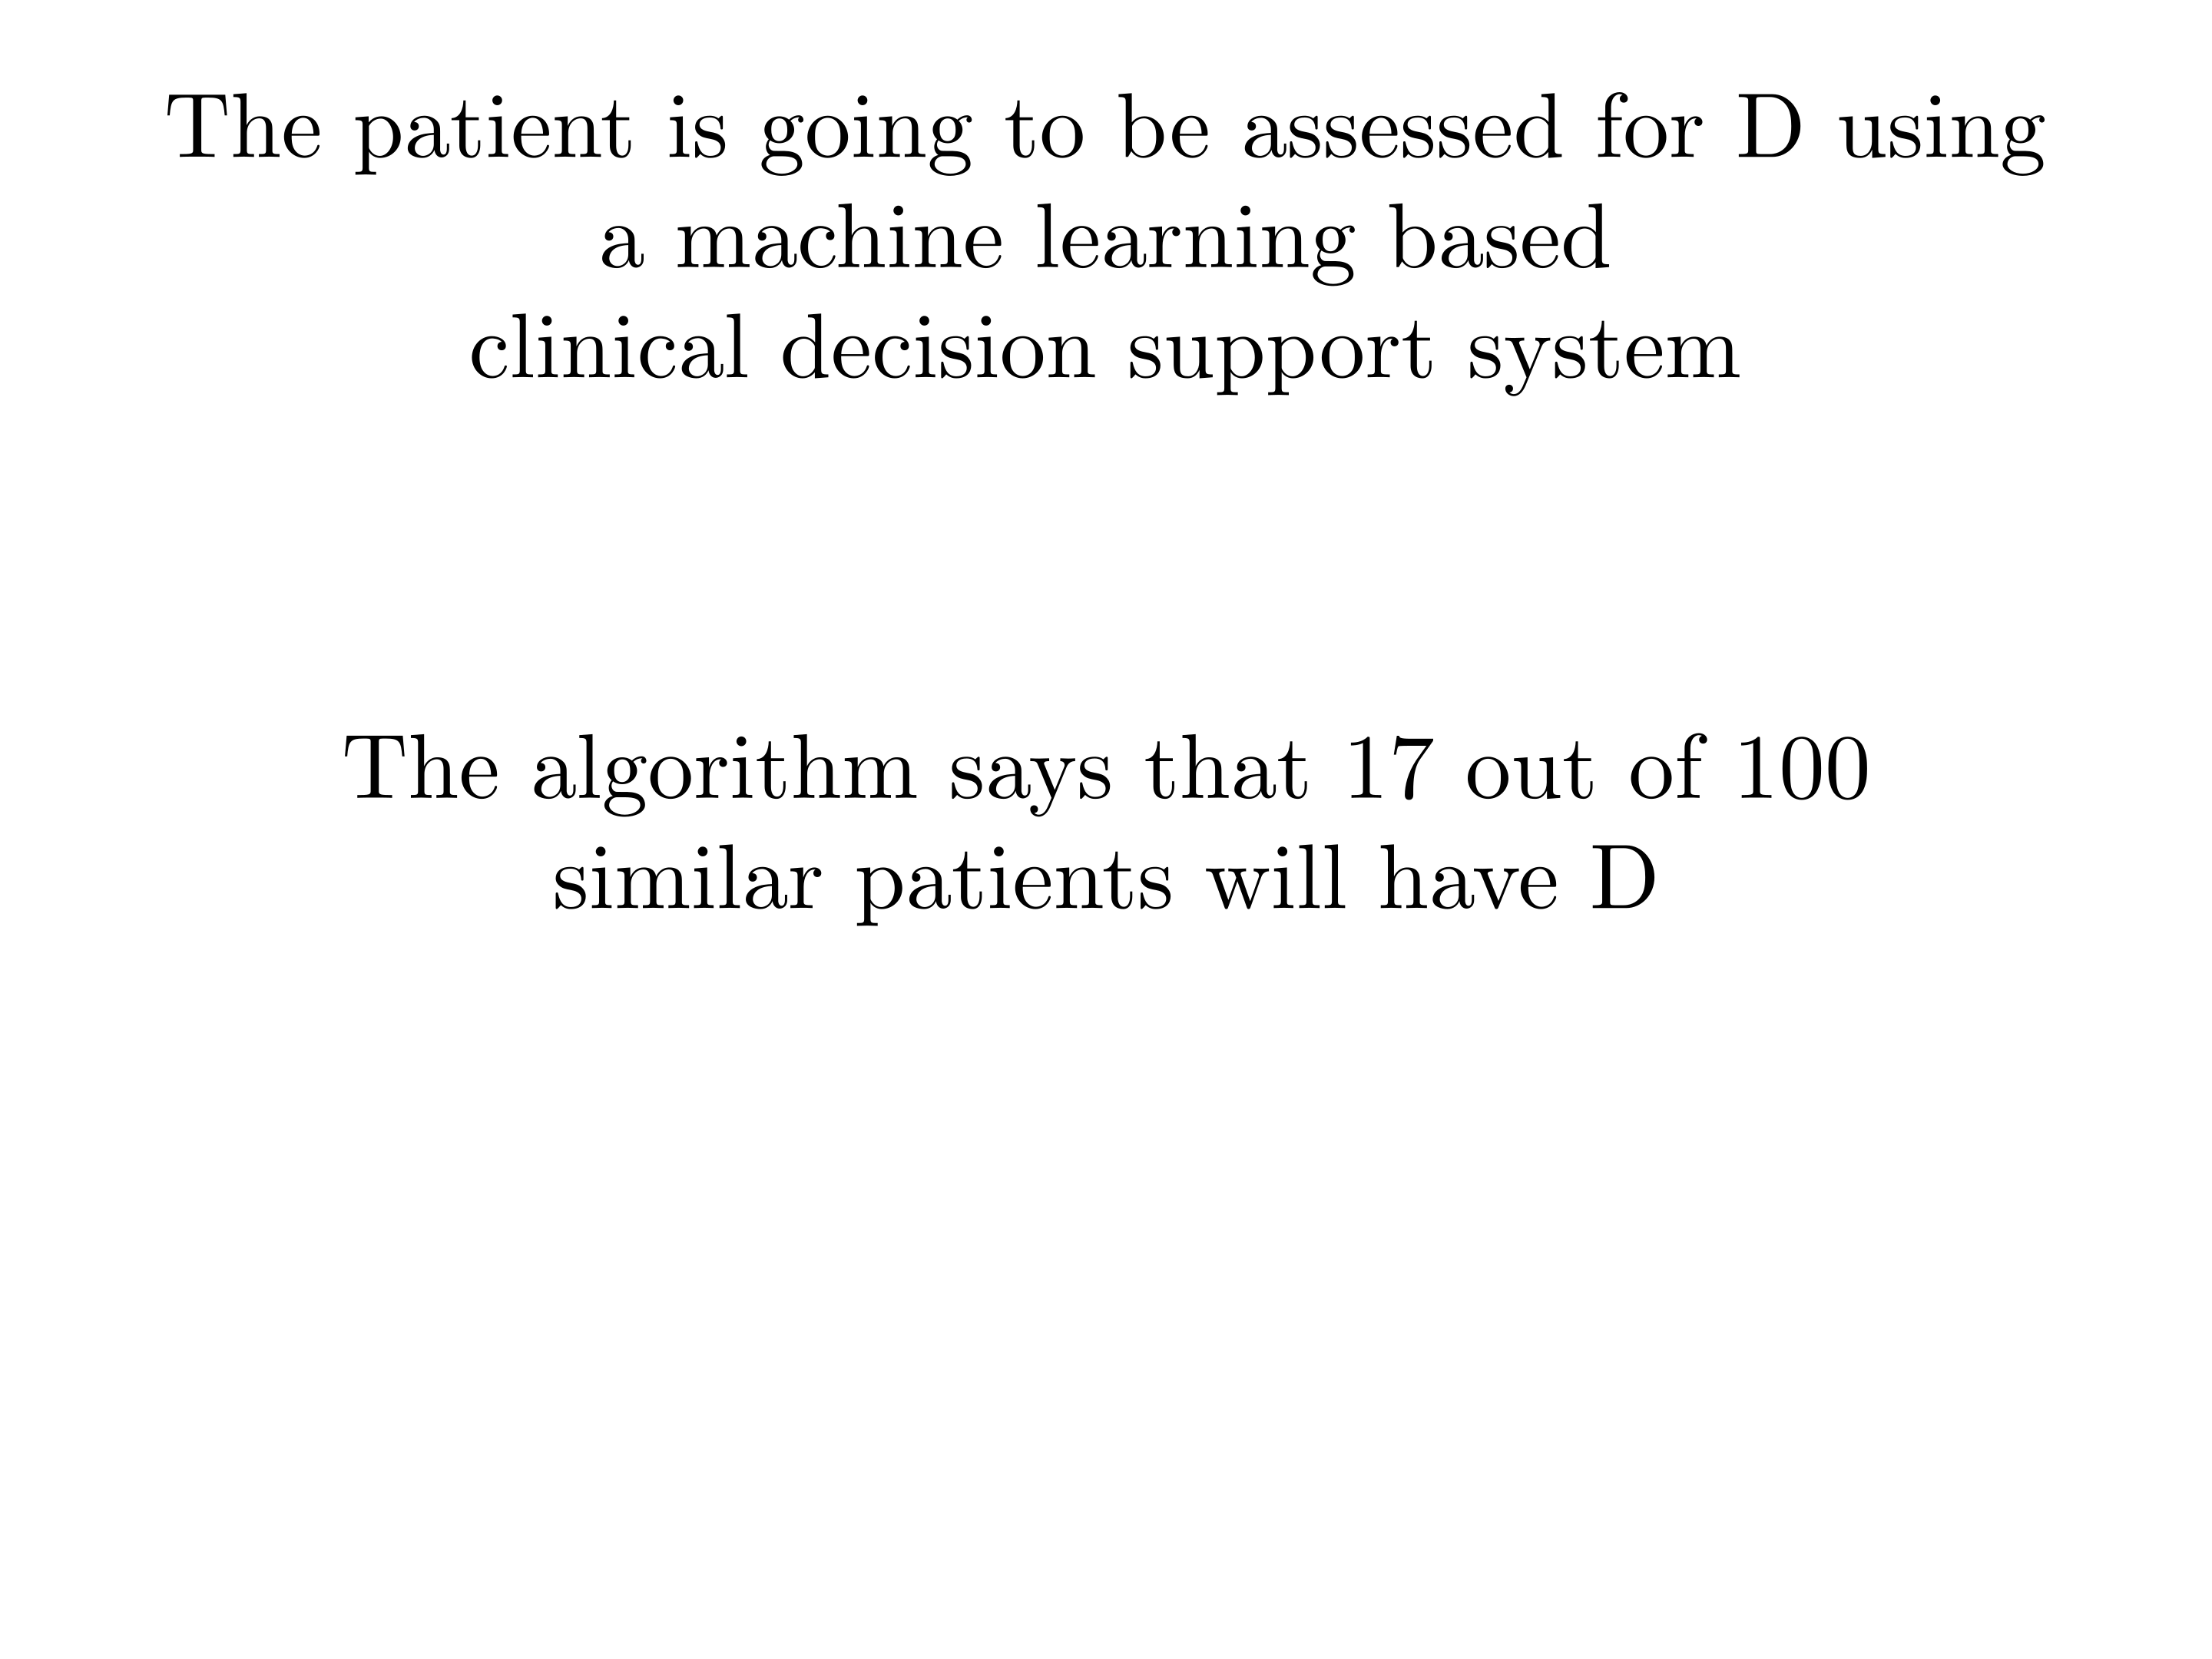 The patient is going to be assessed for D using
a machine learning based
clinical decision support system
The algorithm says that 17 out of 100
similar patients will have D